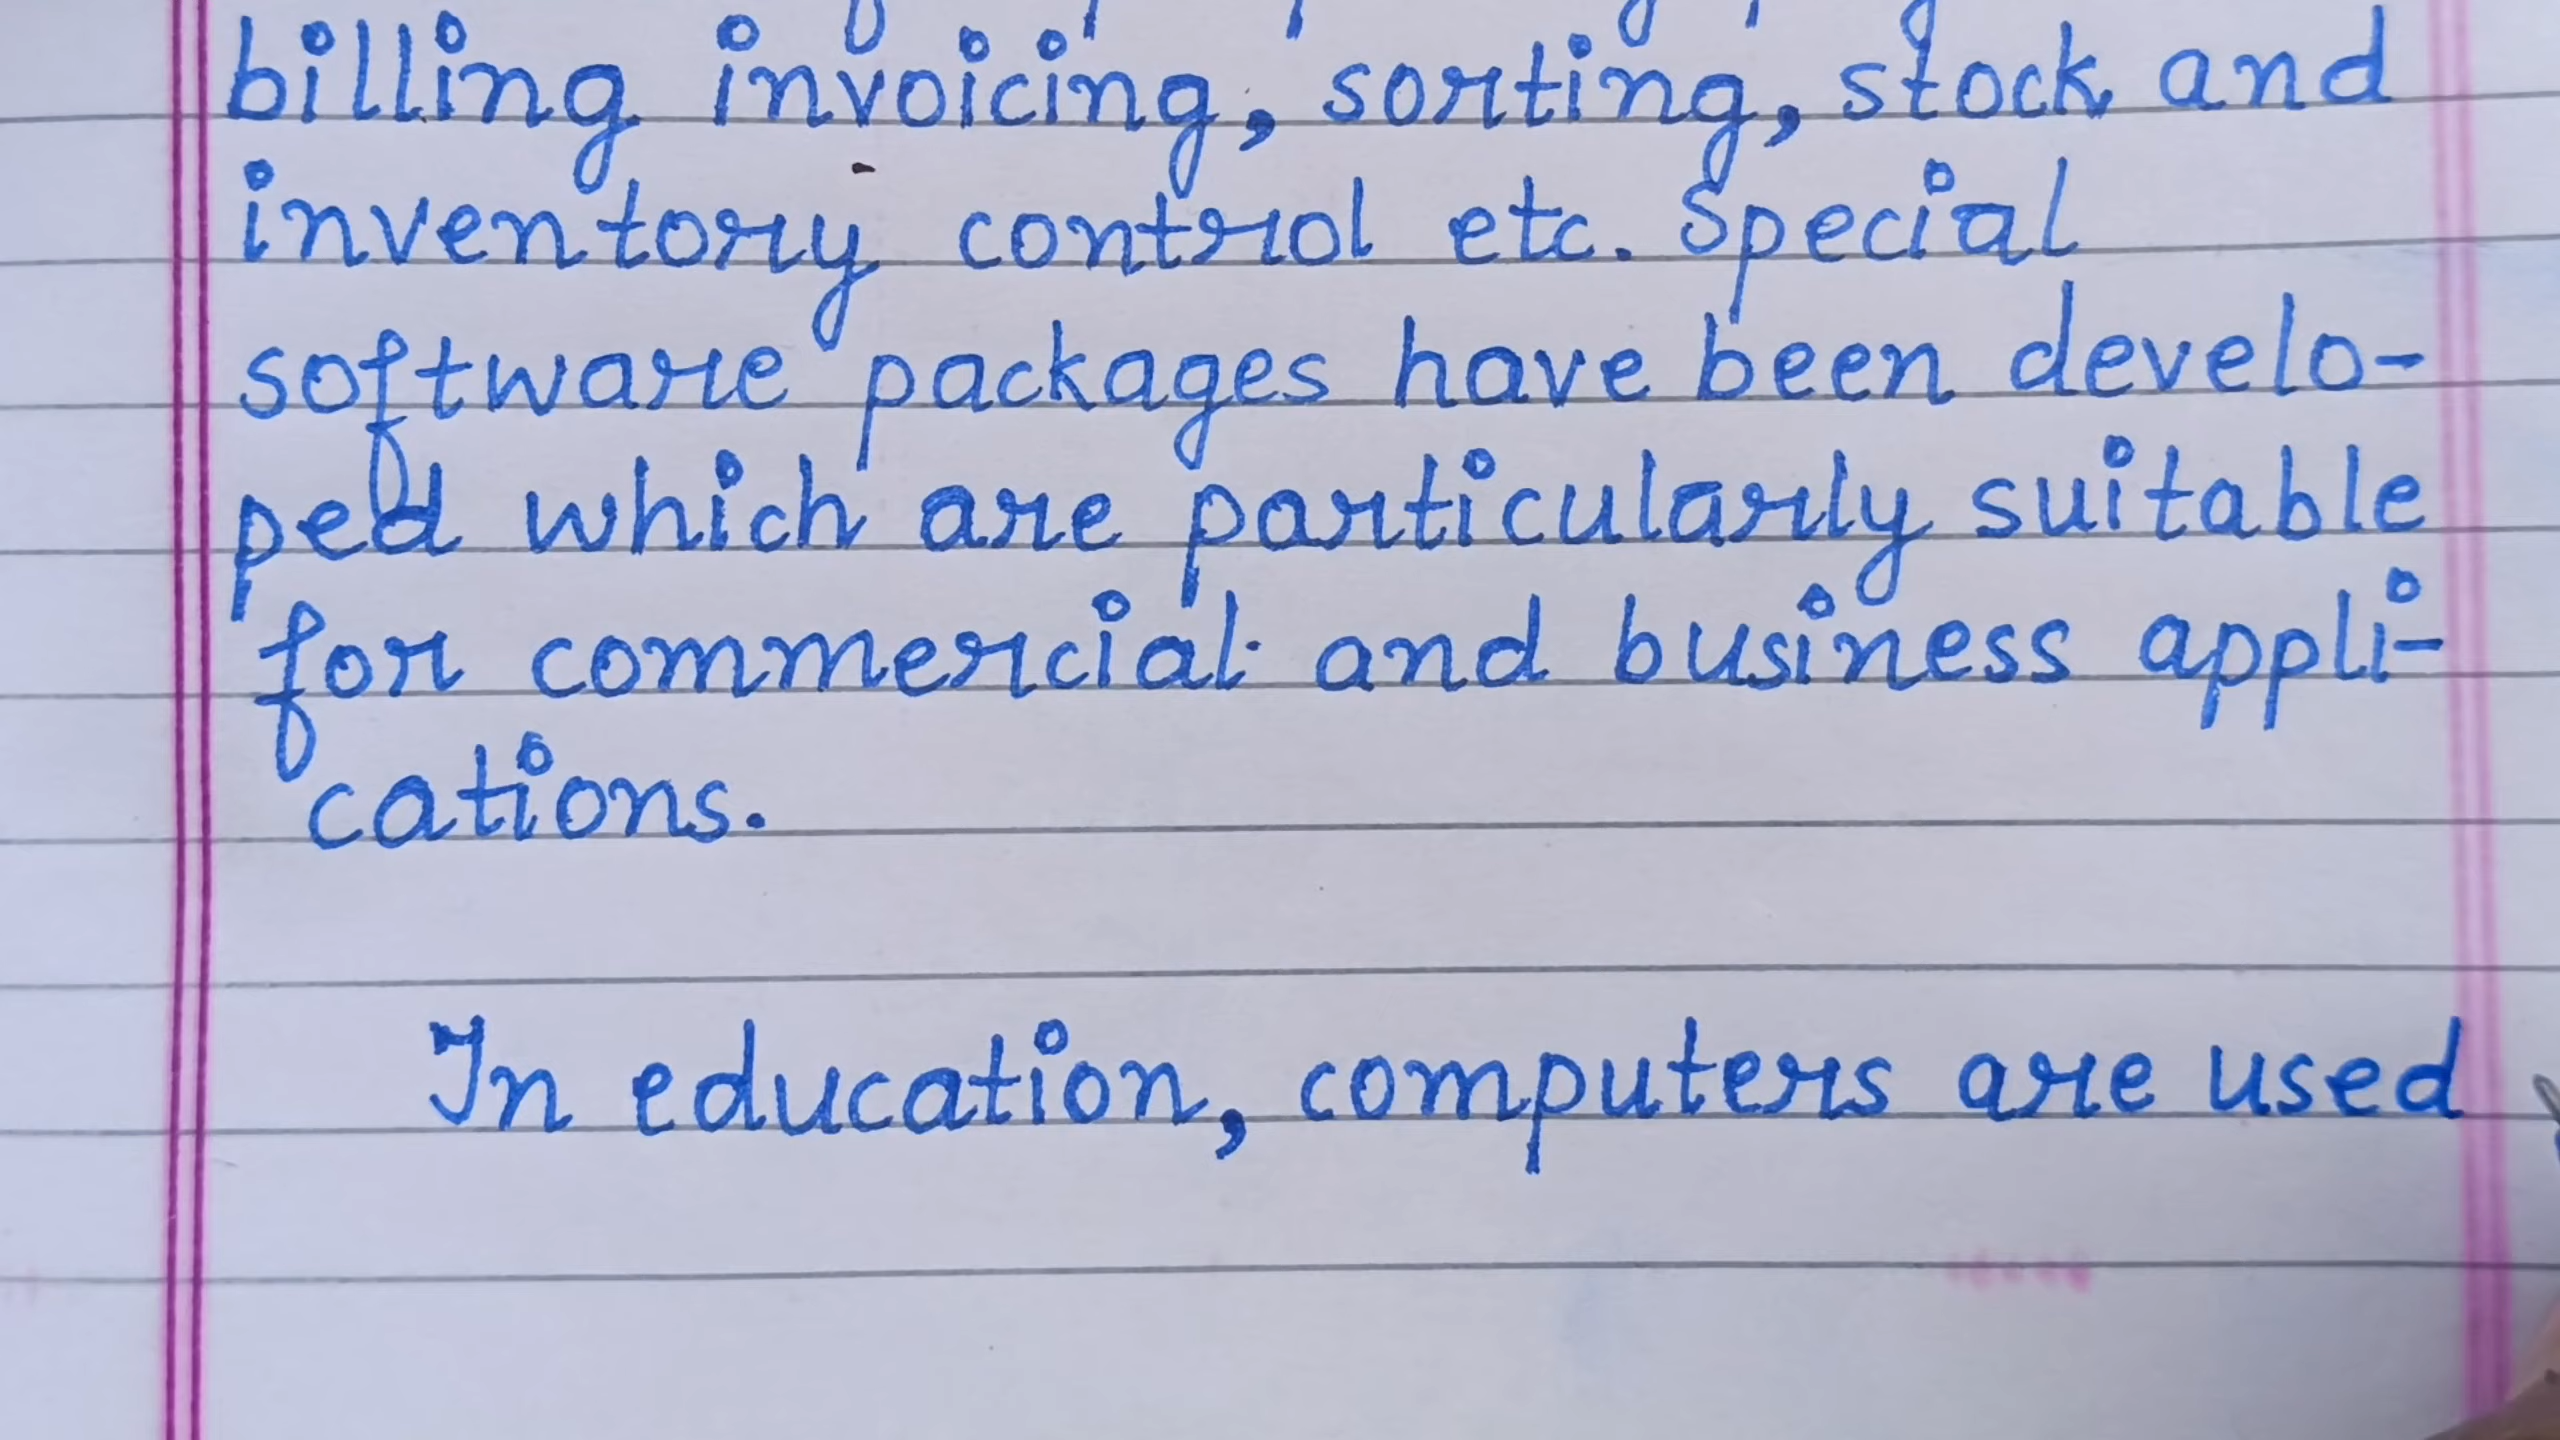 billing invoicing, sorting, stock and
inventory control etc. Special
software packages have been develo-
ped which are particularly suitable
for commercial and business appli-
cations.
In education, computers are used